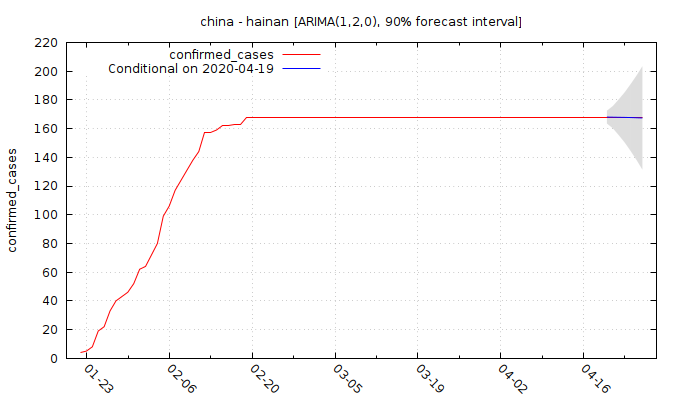 china - hainan [ARIMA(1,2,0), 90% forecast interval]
confirmed_cases
Conditional on 2020-04-19
confirmed_cases
220
200
180
160
140
120
100
80
60
40
20
0
01-23 02-06 02-20 03-05 03-19 04-02 04-16